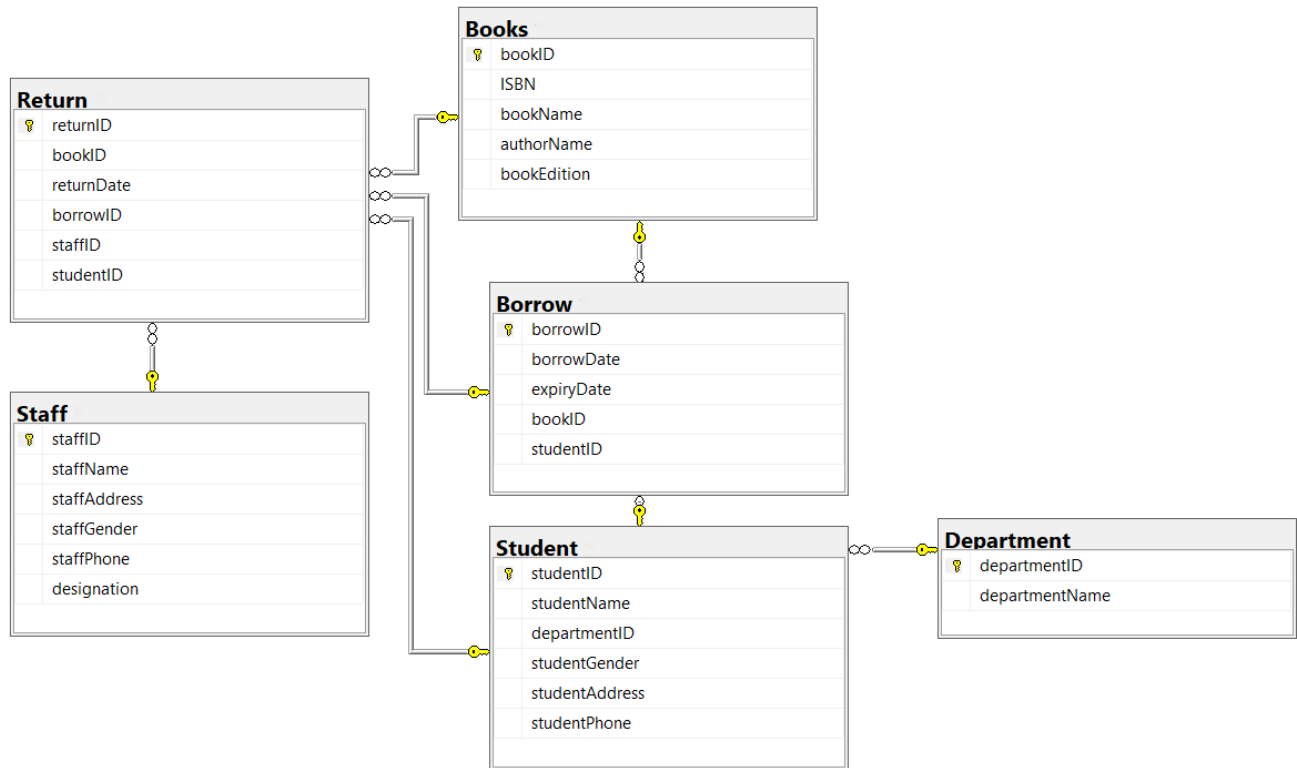 Books
bookID
ISBN
bookName
authorName
bookEdition
Return
returnID
bookID
returnDate
borrowID
staffID
studentID
Borrow
borrowID
borrowDate
expiryDate
bookID
studentID
Staff
staffID
staffName
staffAddress
staffGender
staffPhone
designation
Student
studentID
studentName
departmentID
studentGender
studentAddress
studentPhone
Department
departmentID
departmentName